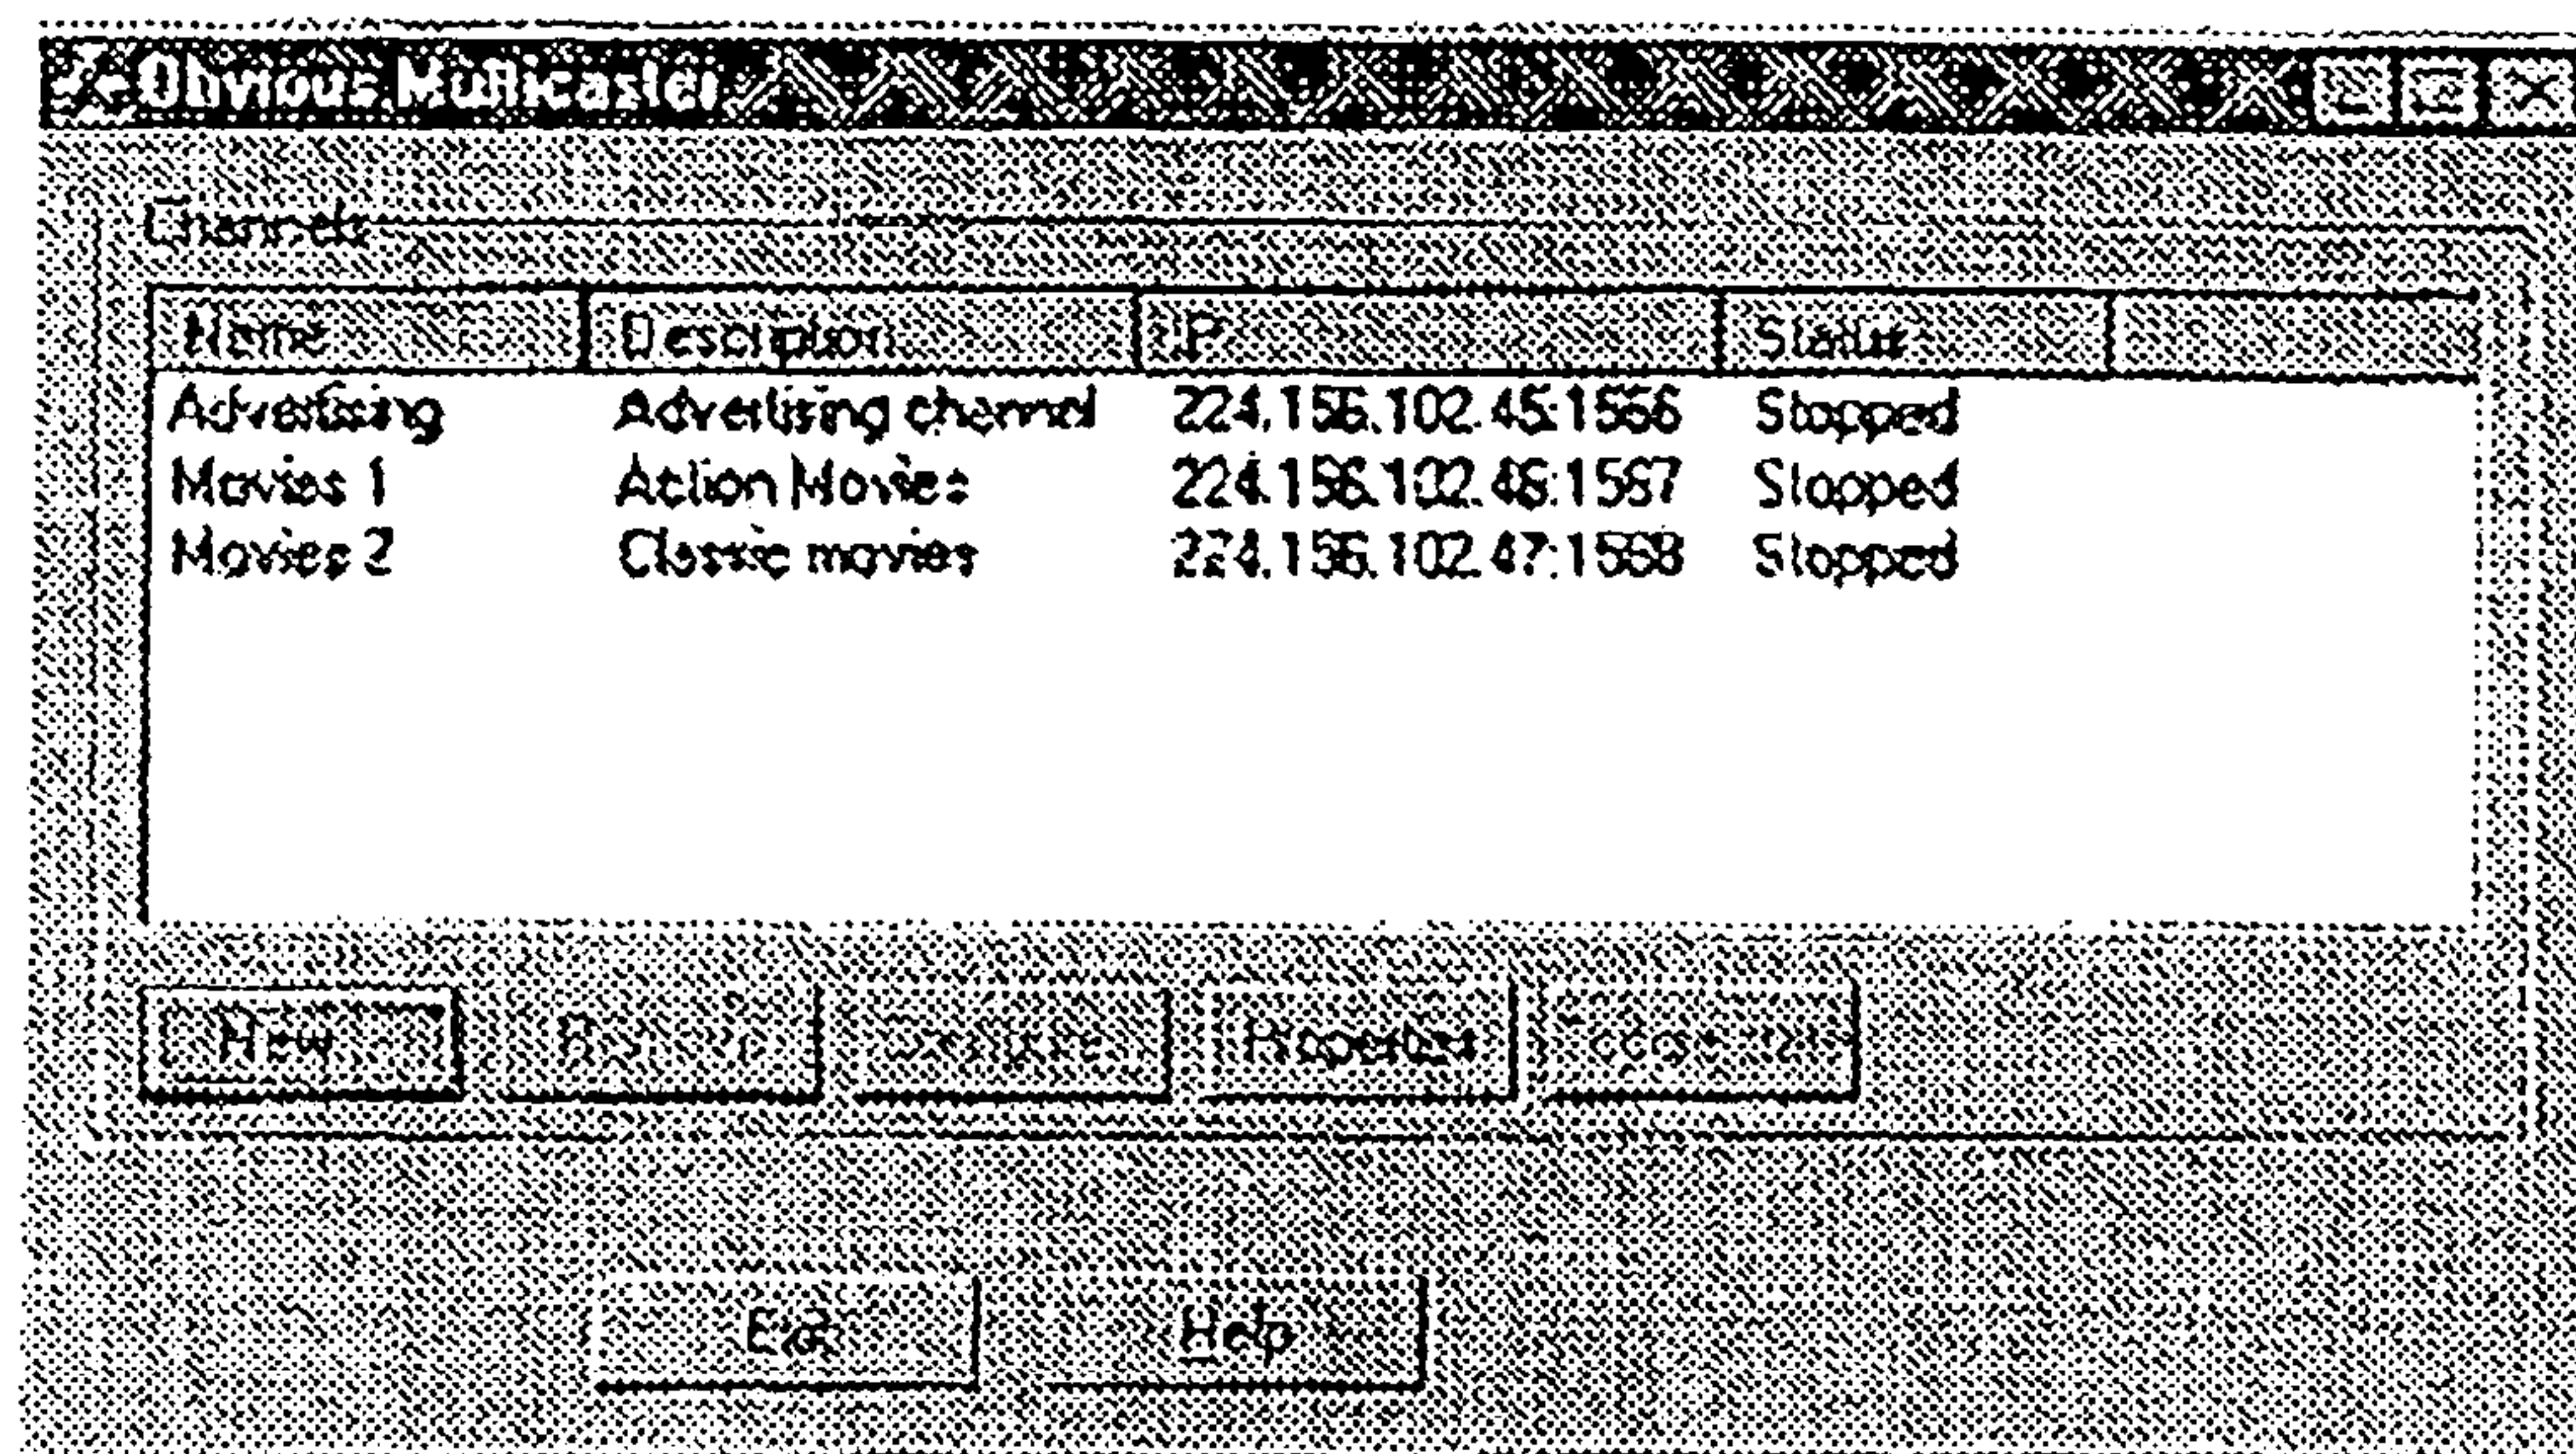 Obvious Multicaster
Channels
Name Description IP Status
Advertising Advertising channel 224.156.102.45:1566 Stopped
Movies 1 Action Movies 224.156.102.46:1567 Stopped
Movies 2 Classic movies 224.156.102.47:1568 Stopped
New Properties
Exit Help